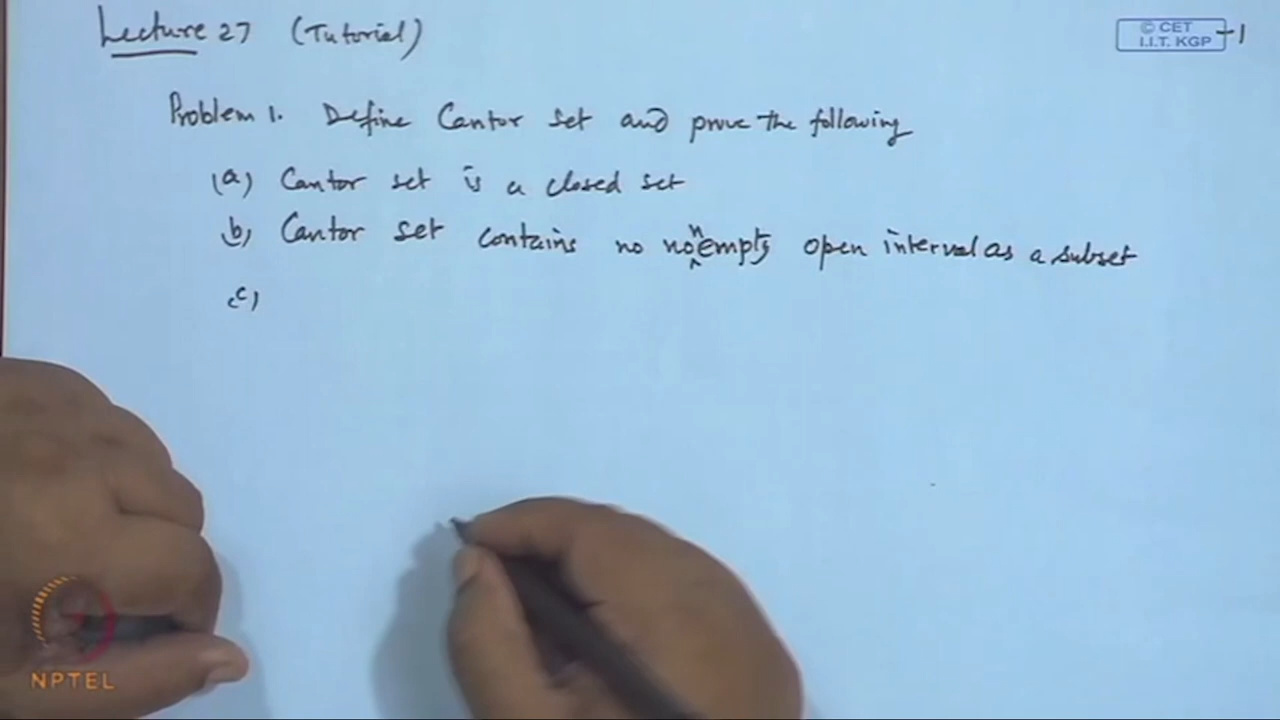 Lecture 27 (Tutorial)
© CET
I.I.T. KGP
-1
Problem 1. Define Cantor set and prove the following
(a) Cantor set is a closed set
(b) Cantor set contains no nonempty open interval as a subset
(c)
NPTEL